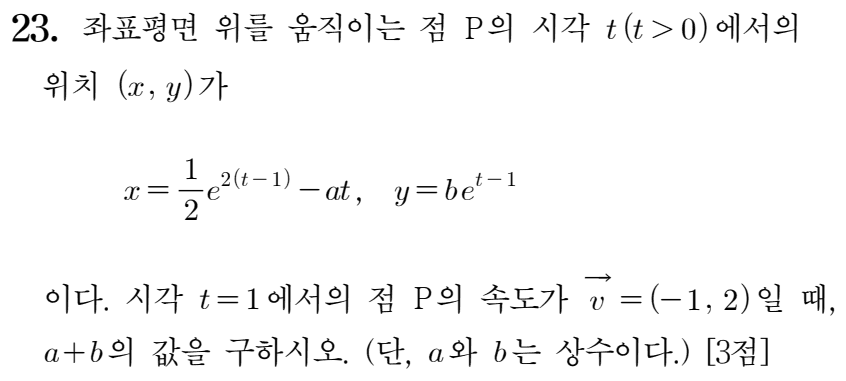 23. 좌표평면 위를 움직이는 점 P의 시각 t(t>0)에서의
위치 (x, y)가
x = \frac{1}{2}e^{2(t-1)} - at, y = be^{t-1}
이다. 시각 t=1에서의 점 P의 속도가 \vec{v} = (-1, 2)일 때,
a+b의 값을 구하시오. (단, a와 b는 상수이다.) [3점]